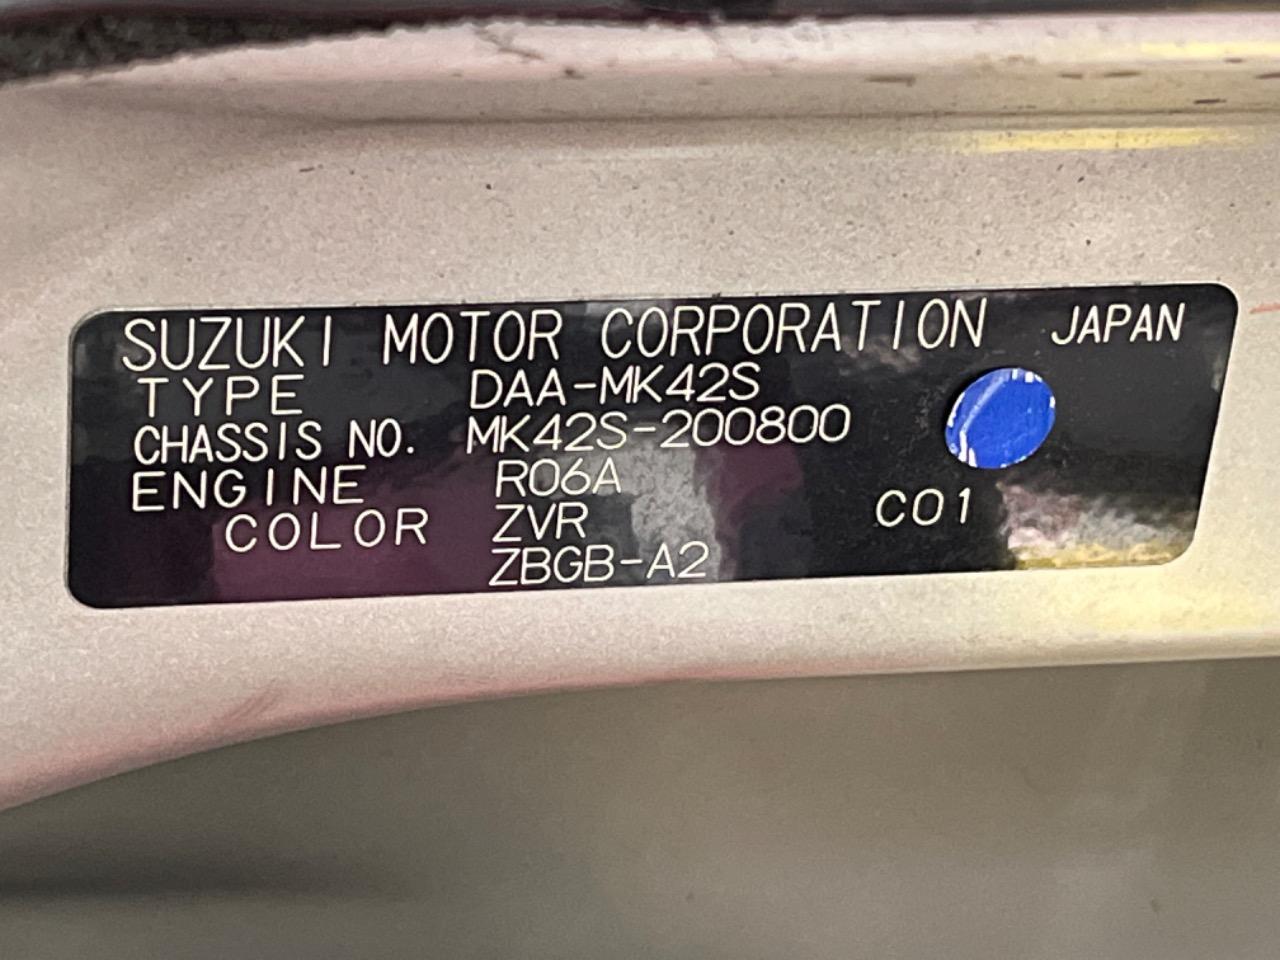 SUZUKI MOTOR CORPORATION JAPAN
TYPE DAA-MK42S
CHASSIS NO. MK42S-200800
ENGINE R06A
COLOR ZVR C01
ZBGB-A2